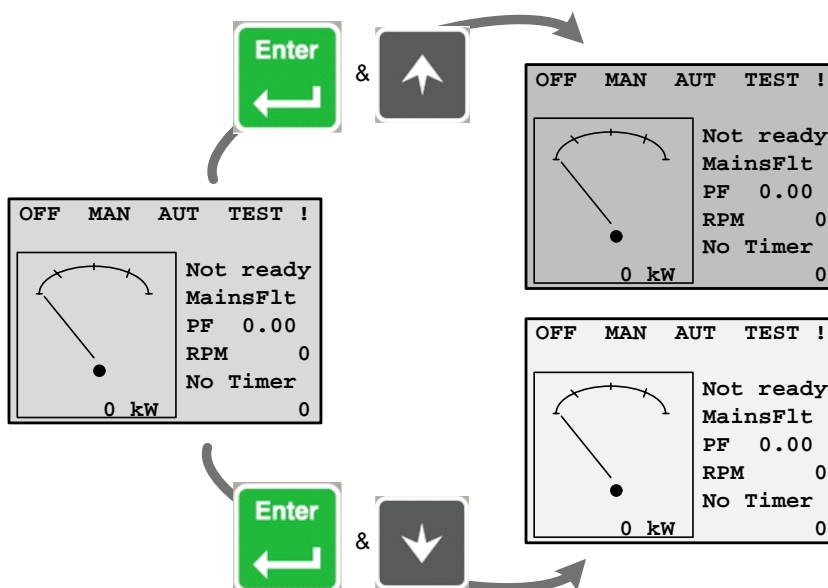 Enter
&
OFF MAN AUT TEST !
Not ready
MainsFlt
PF 0.00
RPM 0
No Timer
0 kW 0
OFF MAN AUT TEST !
Not ready
MainsFlt
PF 0.00
RPM 0
No Timer
0 kW 0
OFF MAN AUT TEST !
Not ready
MainsFlt
PF 0.00
RPM 0
No Timer
0 kW 0
Enter
&